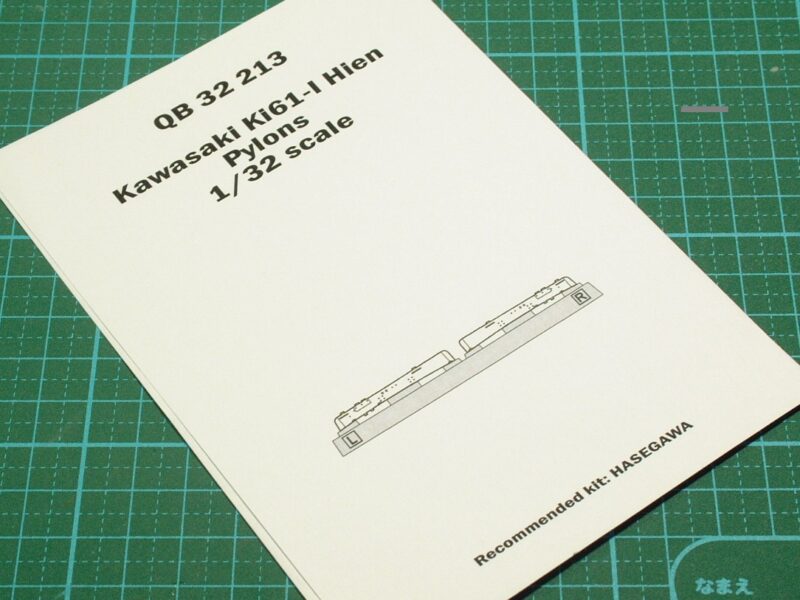 QB 32 213
Kawasaki Ki61-I Hien
Pylons
1/32 scale
R
L
Recommended kit: HASEGAWA
なまえ